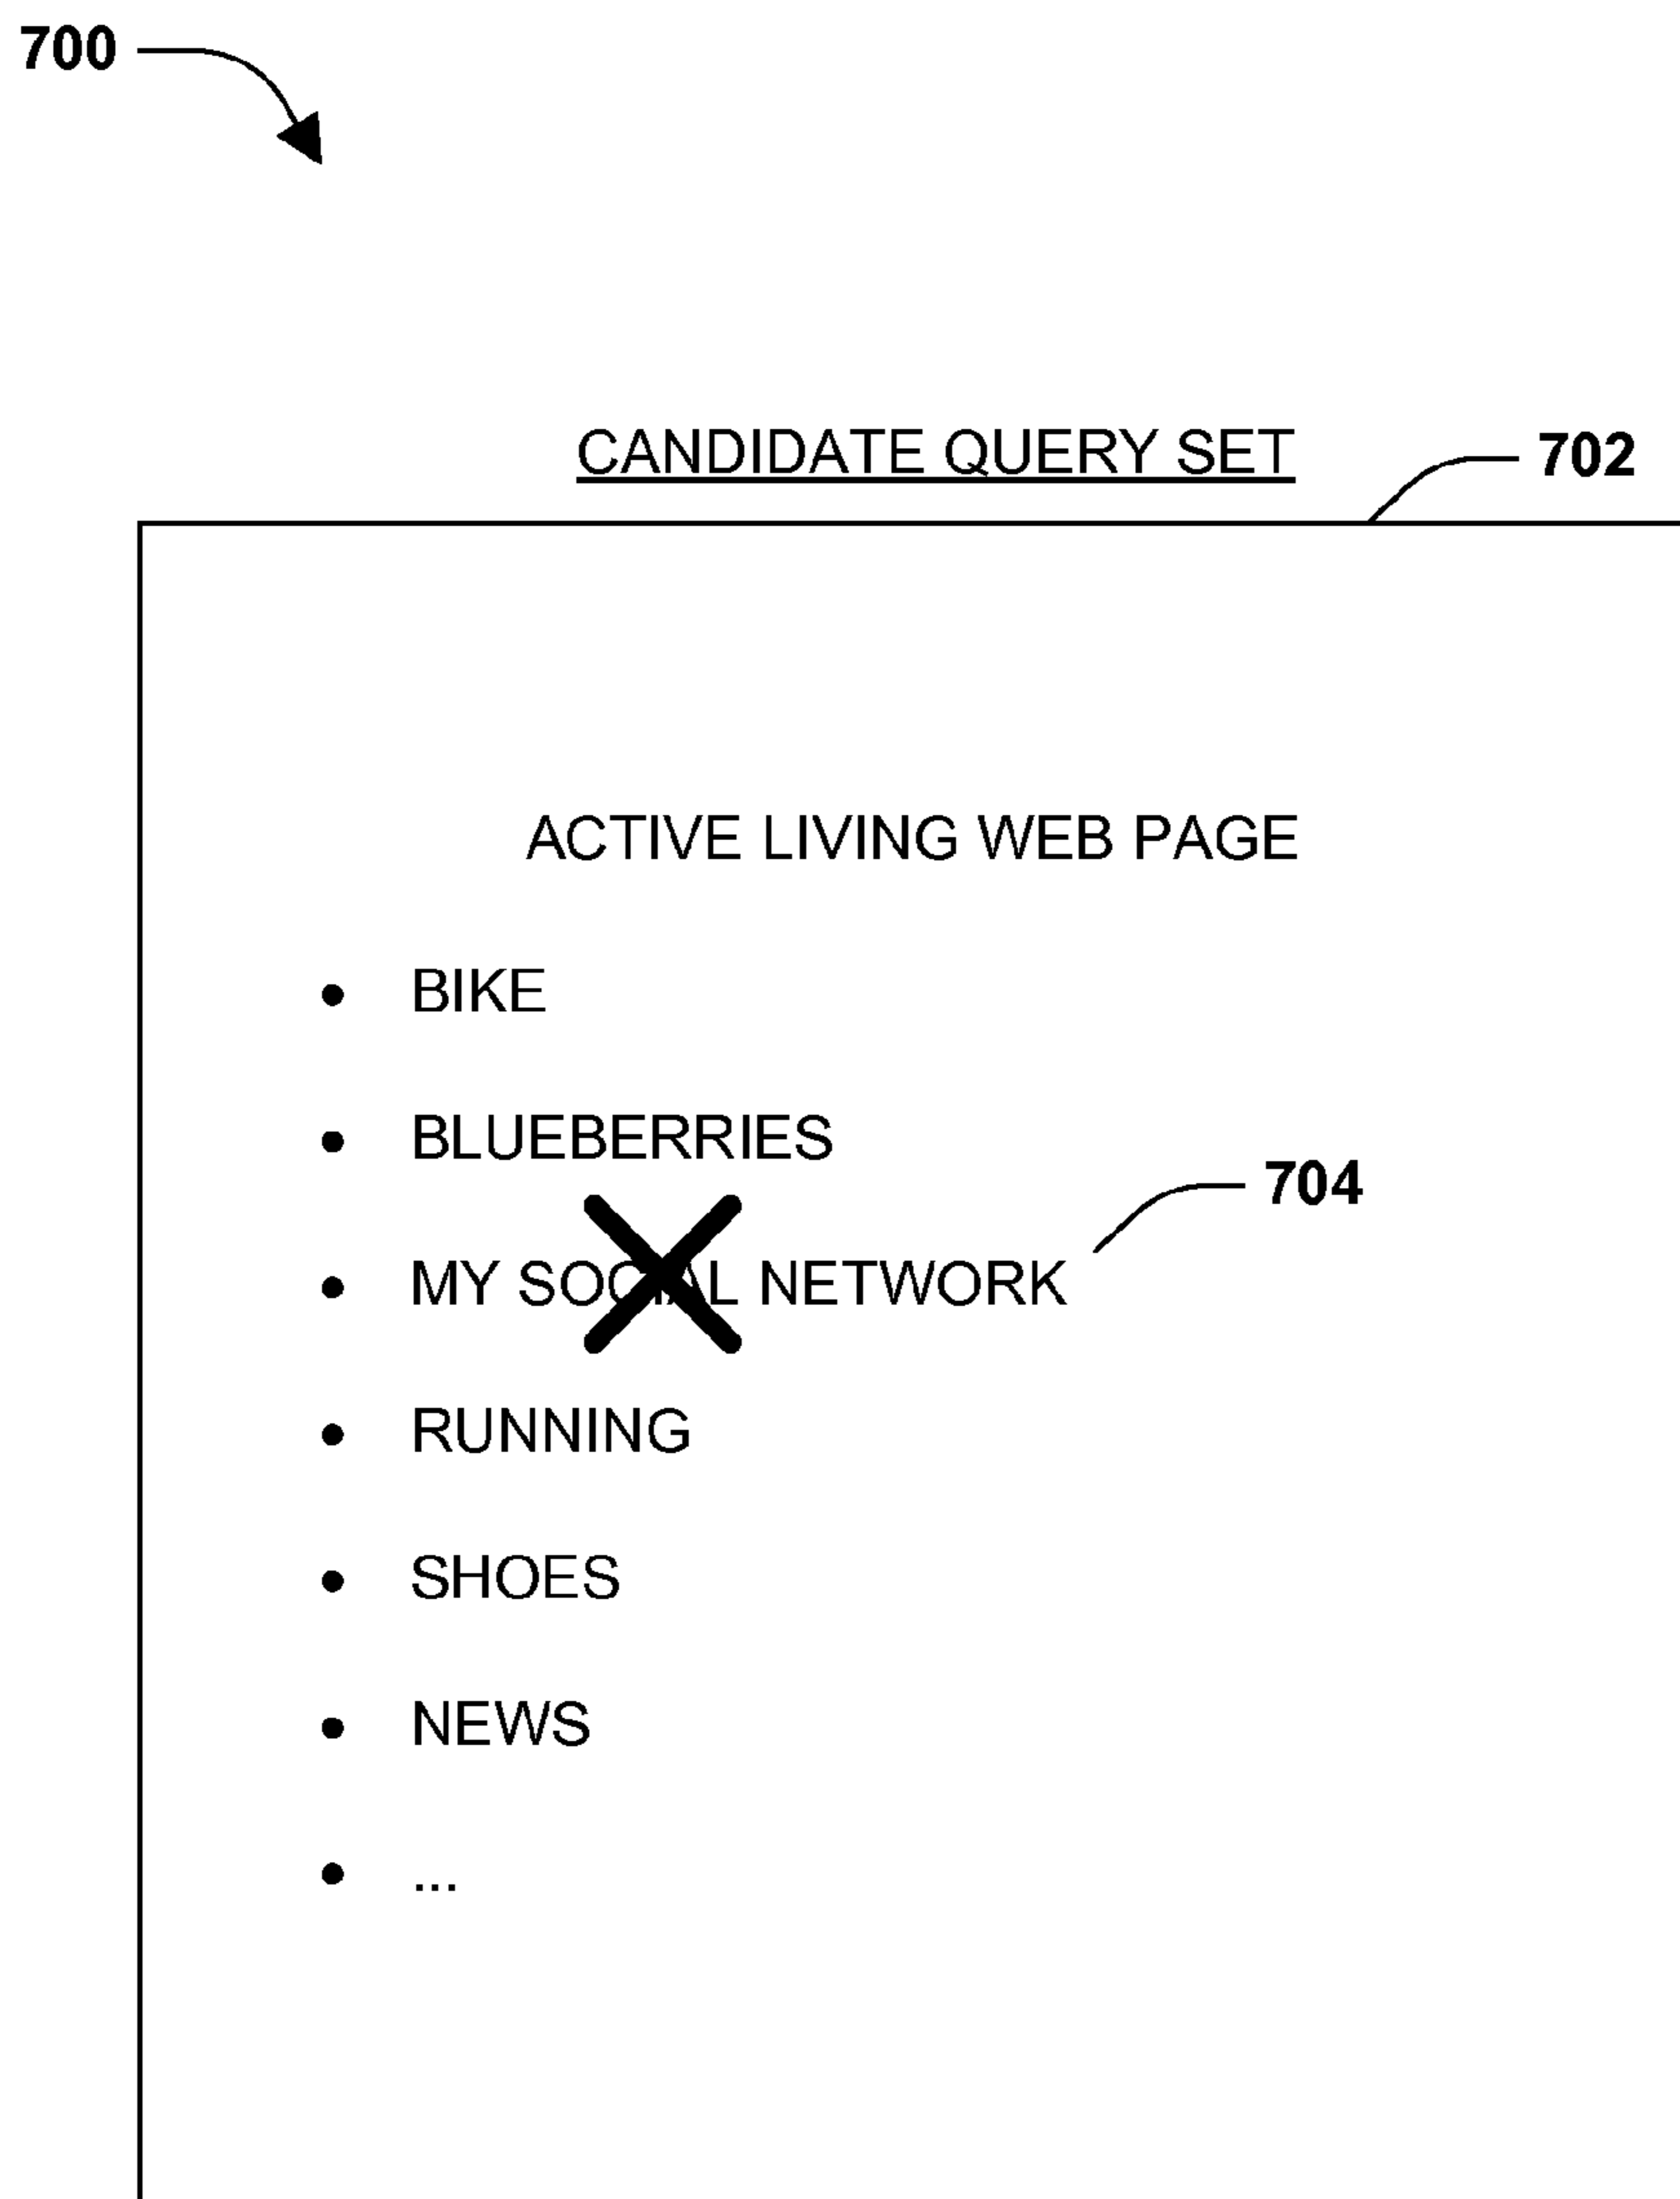 700
CANDIDATE QUERY SET
702
ACTIVE LIVING WEB PAGE
• BIKE
• BLUEBERRIES
704
• MY SOCIAL NETWORK
• RUNNING
• SHOES
• NEWS
• ...